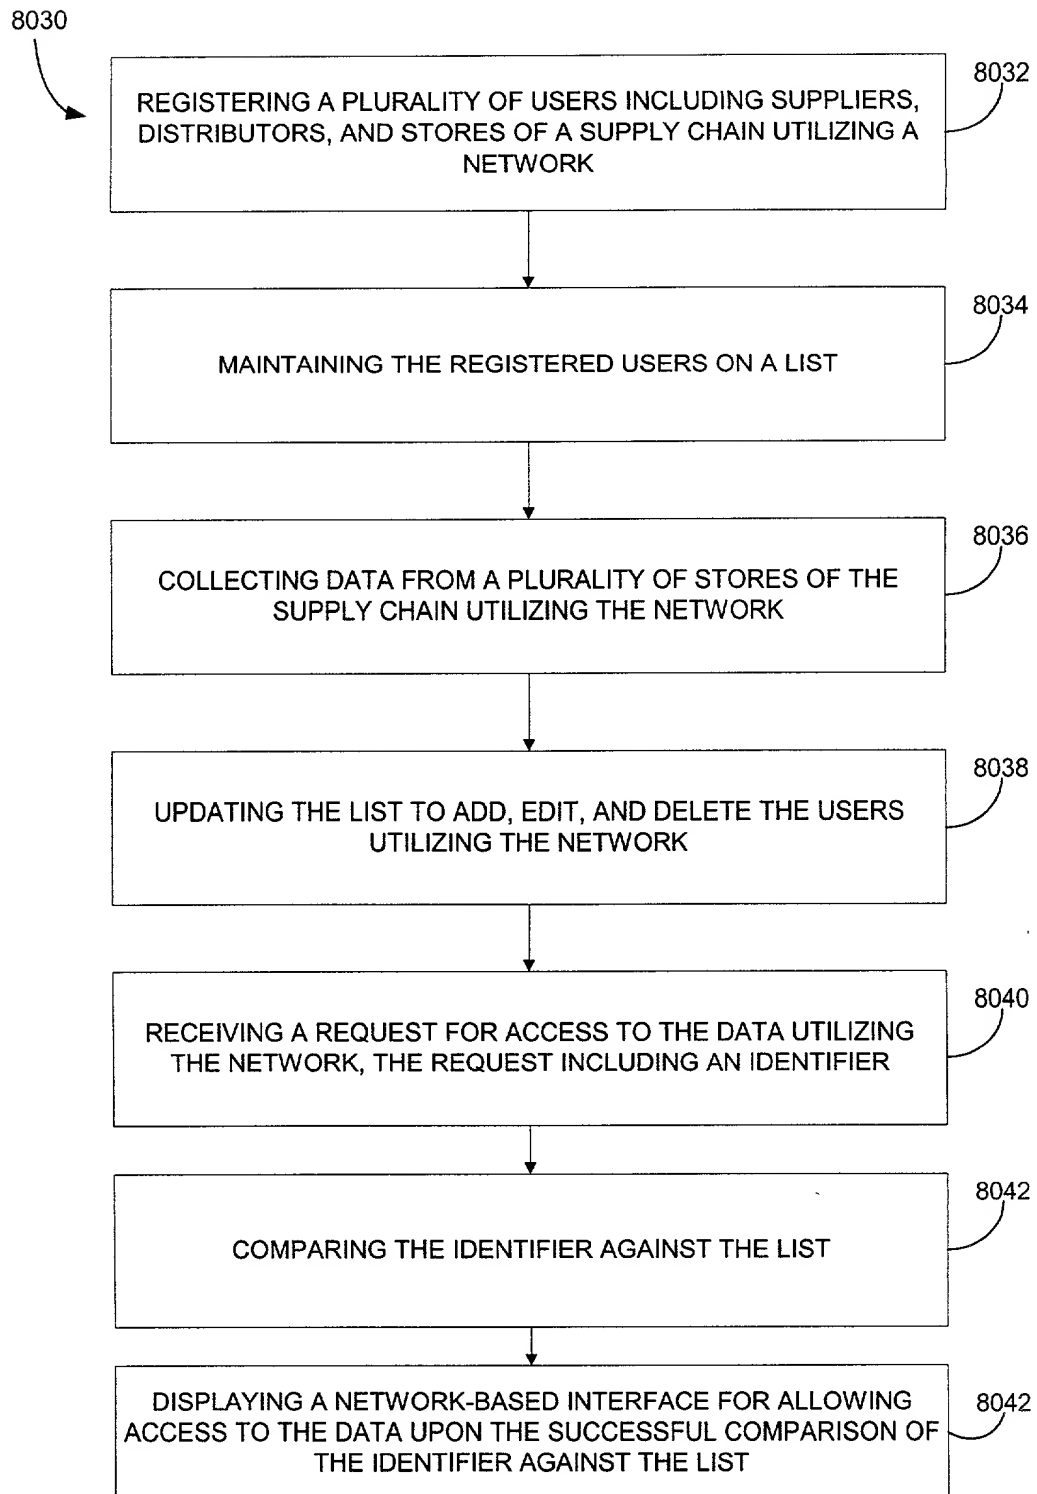 8030
8032
REGISTERING A PLURALITY OF USERS INCLUDING SUPPLIERS,
DISTRIBUTORS, AND STORES OF A SUPPLY CHAIN UTILIZING A
NETWORK
8034
MAINTAINING THE REGISTERED USERS ON A LIST
8036
COLLECTING DATA FROM A PLURALITY OF STORES OF THE
SUPPLY CHAIN UTILIZING THE NETWORK
8038
UPDATING THE LIST TO ADD, EDIT, AND DELETE THE USERS
UTILIZING THE NETWORK
8040
RECEIVING A REQUEST FOR ACCESS TO THE DATA UTILIZING
THE NETWORK, THE REQUEST INCLUDING AN IDENTIFIER
8042
COMPARING THE IDENTIFIER AGAINST THE LIST
8042
DISPLAYING A NETWORK-BASED INTERFACE FOR ALLOWING
ACCESS TO THE DATA UPON THE SUCCESSFUL COMPARISON OF
THE IDENTIFIER AGAINST THE LIST